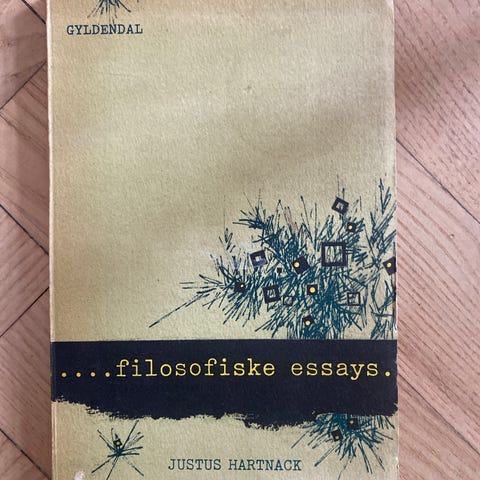 GYLDENDAL
....filosofiske essays.
JUSTUS HARTNACK